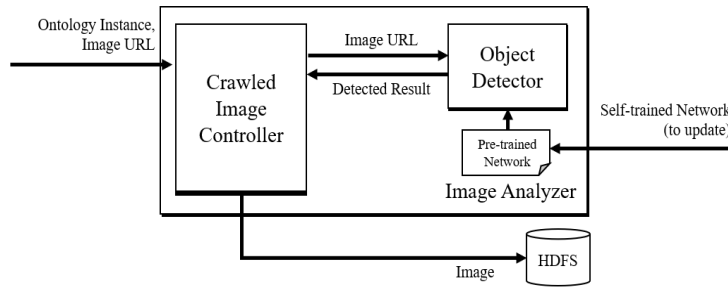 Ontology Instance,
Image URL
Crawled
Image
Controller
Image URL
Detected Result
Object
Detector
Pre-trained
Network
Image Analyzer
Self-trained Network
(to update)
Image
HDFS